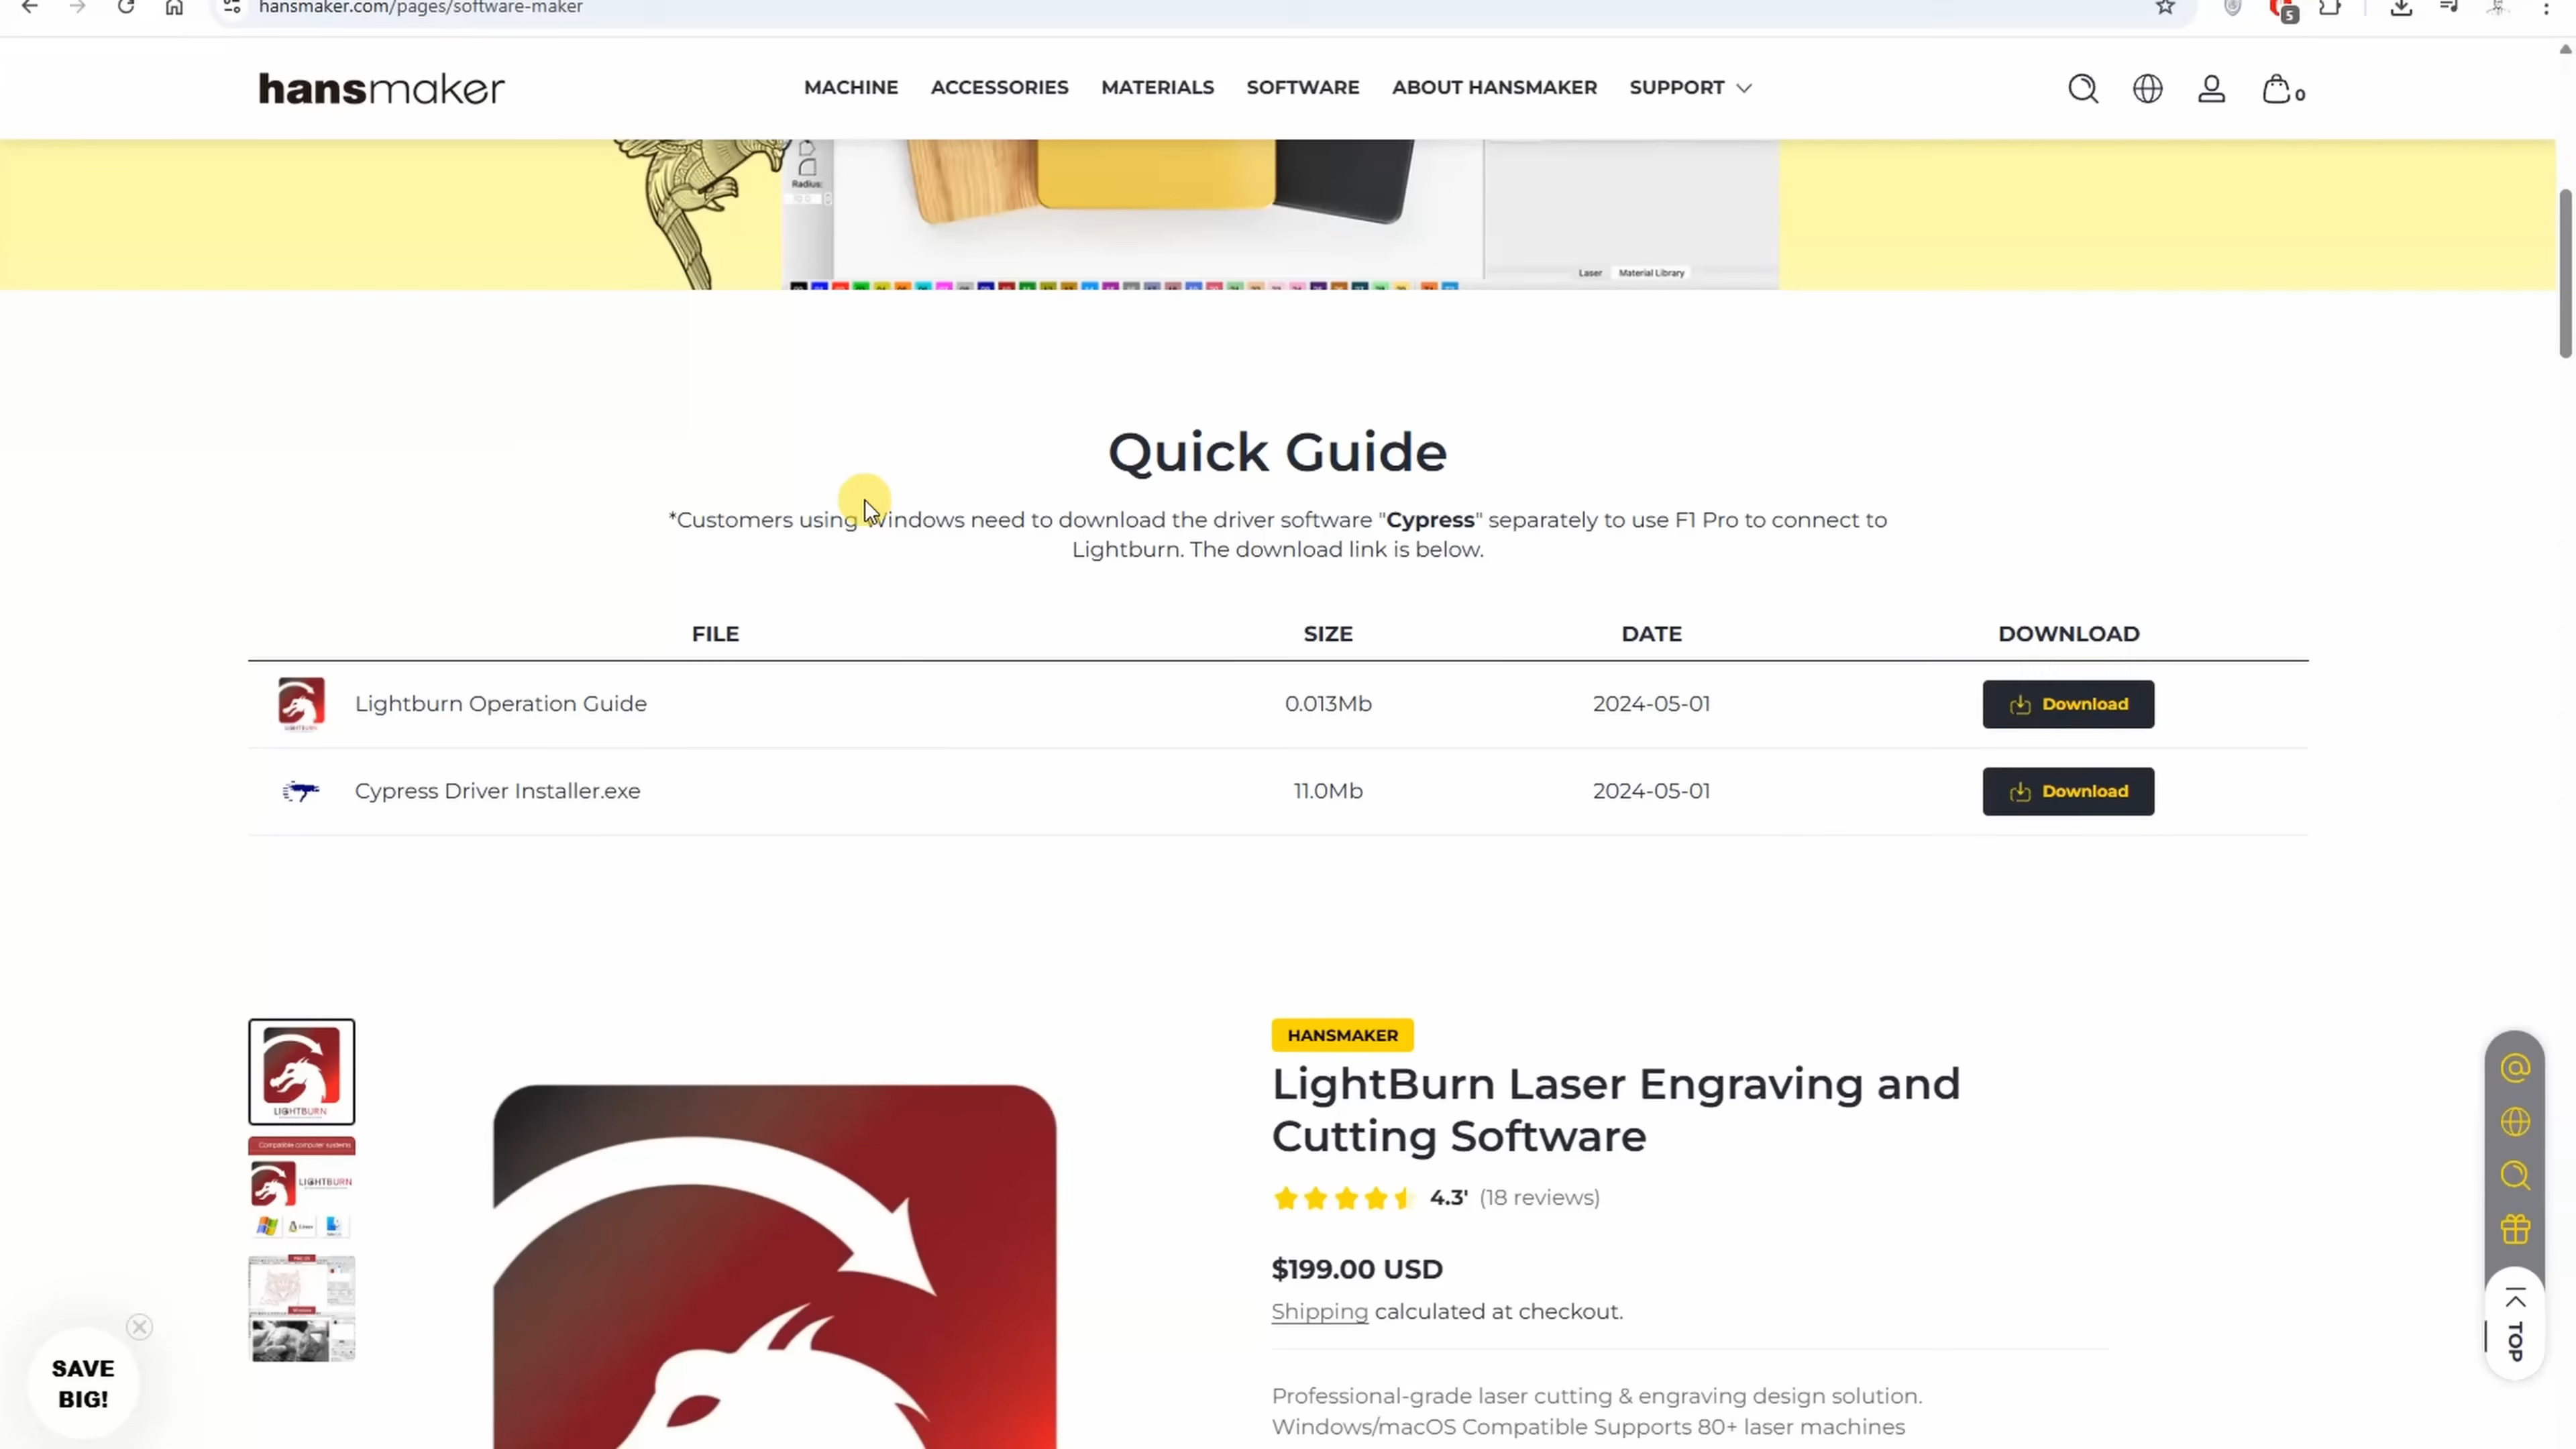 hansmaker.com/pages/software-maker
5
hansmaker
MACHINE ACCESSORIES MATERIALS SOFTWARE ABOUT HANSMAKER SUPPORT
0
Radius:
Laser Material Library
Quick Guide
*Customers using Windows need to download the driver software "Cypress" separately to use F1 Pro to connect to
Lightburn. The download link is below.
FILE SIZE DATE DOWNLOAD
Lightburn Operation Guide 0.013Mb 2024-05-01 Download
Cypress Driver Installer.exe 11.0Mb 2024-05-01 Download
LIGHTBURN
Compatible computer systems
LIGHTBURN
HANSMAKER
LightBurn Laser Engraving and
Cutting Software
4.3' (18 reviews)
$199.00 USD
Shipping calculated at checkout.
Professional-grade laser cutting & engraving design solution.
Windows/macOS Compatible Supports 80+ laser machines
SAVE
BIG!
TOP